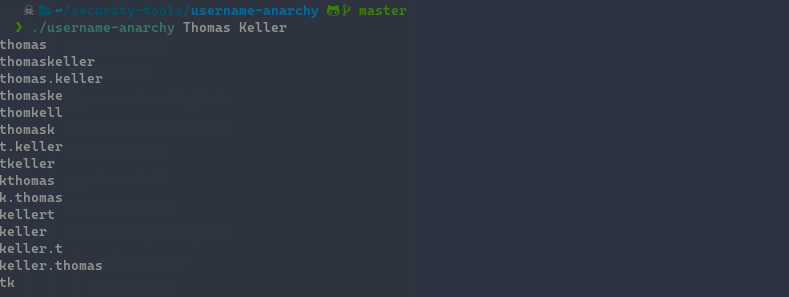 ~/security-tools/username-anarchy master
❯ ./username-anarchy Thomas Keller
thomas
thomaskeller
thomas.keller
thomaske
thomkell
thomask
t.keller
tkeller
kthomas
k.thomas
kellert
keller
keller.t
keller.thomas
tk